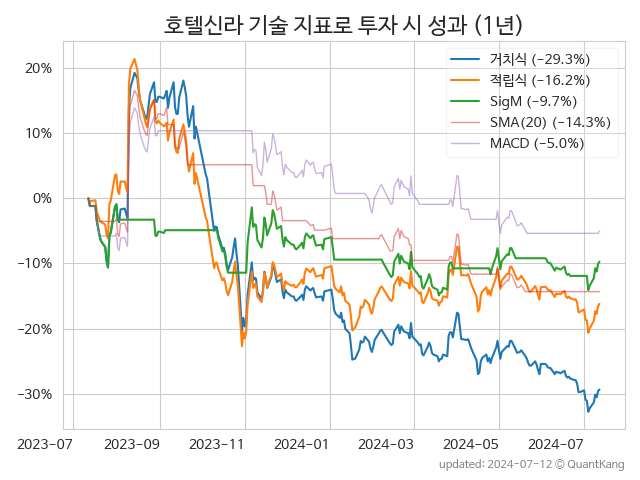 호텔신라 기술 지표로 투자 시 성과 (1년)
거치식 (−29.3%)
적립식 (−16.2%)
SigM (−9.7%)
SMA(20) (−14.3%)
MACD (−5.0%)
20%
10%
0%
−10%
−20%
−30%
2023-07 2023-09 2023-11 2024-01 2024-03 2024-05 2024-07
updated: 2024-07-12 © QuantKang